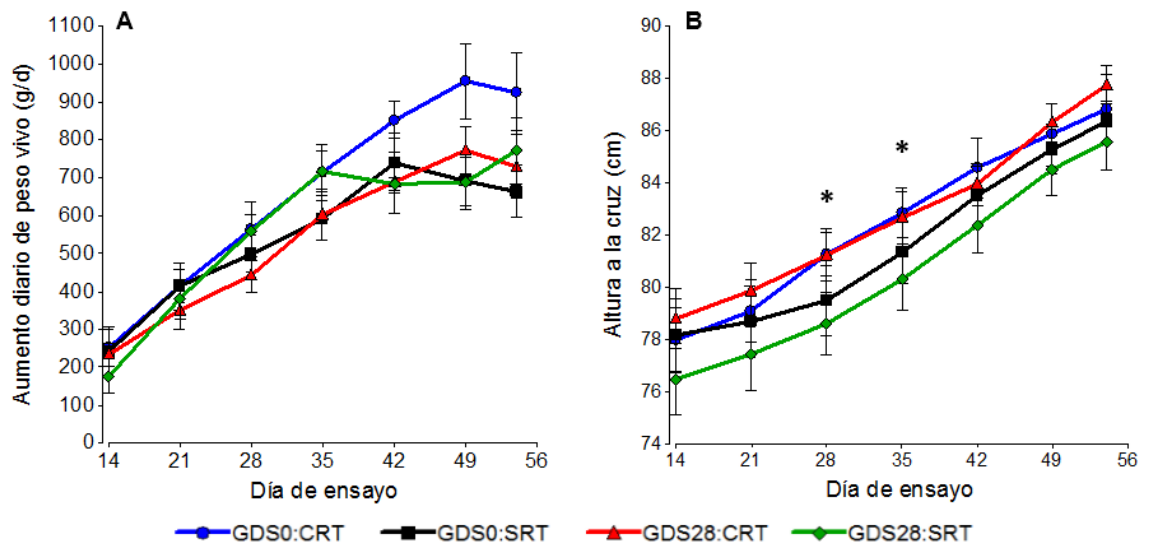 A
Aumento diario de peso vivo (g/d)
1100
1000
900
800
700
600
500
400
300
200
100
0
14 21 28 35 42 49 56
Día de ensayo
B
Altura a la cruz (cm)
90
88
86
84
82
80
78
76
74
*
*
14 21 28 35 42 49 56
Día de ensayo
GDS0:CRT GDS0:SRT GDS28:CRT GDS28:SRT